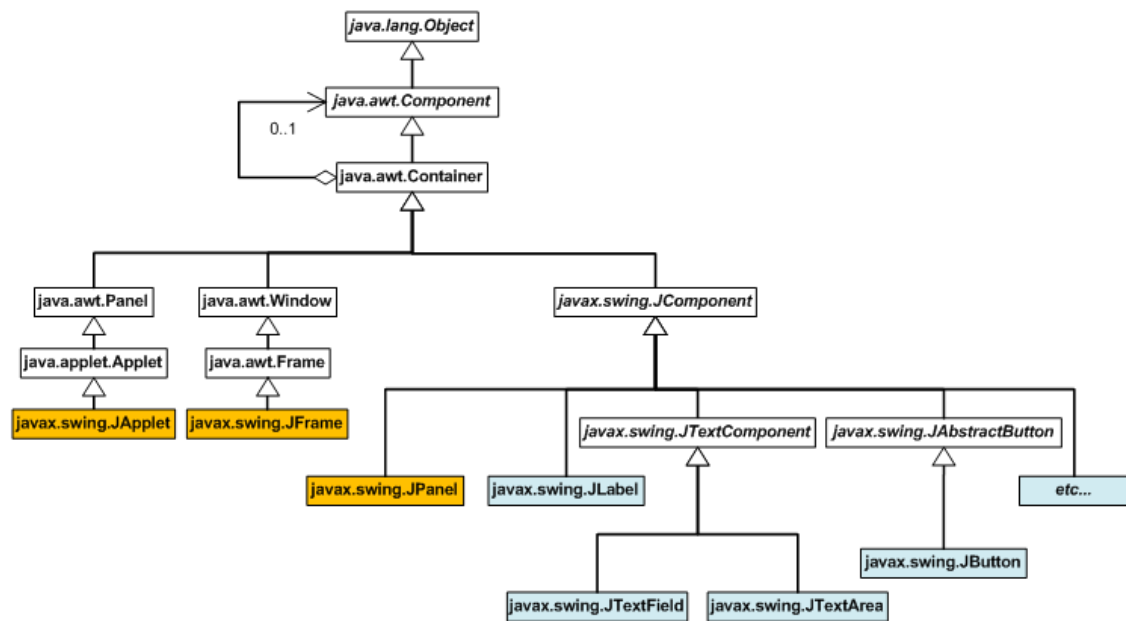 java.lang.Object
java.awt.Component
0..1
java.awt.Container
java.awt.Panel
java.awt.Window
javax.swing.JComponent
java.applet.Applet
java.awt.Frame
javax.swing.JApplet
javax.swing.JFrame
javax.swing.JTextComponent
javax.swing.JAbstractButton
javax.swing.JPanel
javax.swing.JLabel
etc...
javax.swing.JButton
javax.swing.JTextField
javax.swing.JTextArea